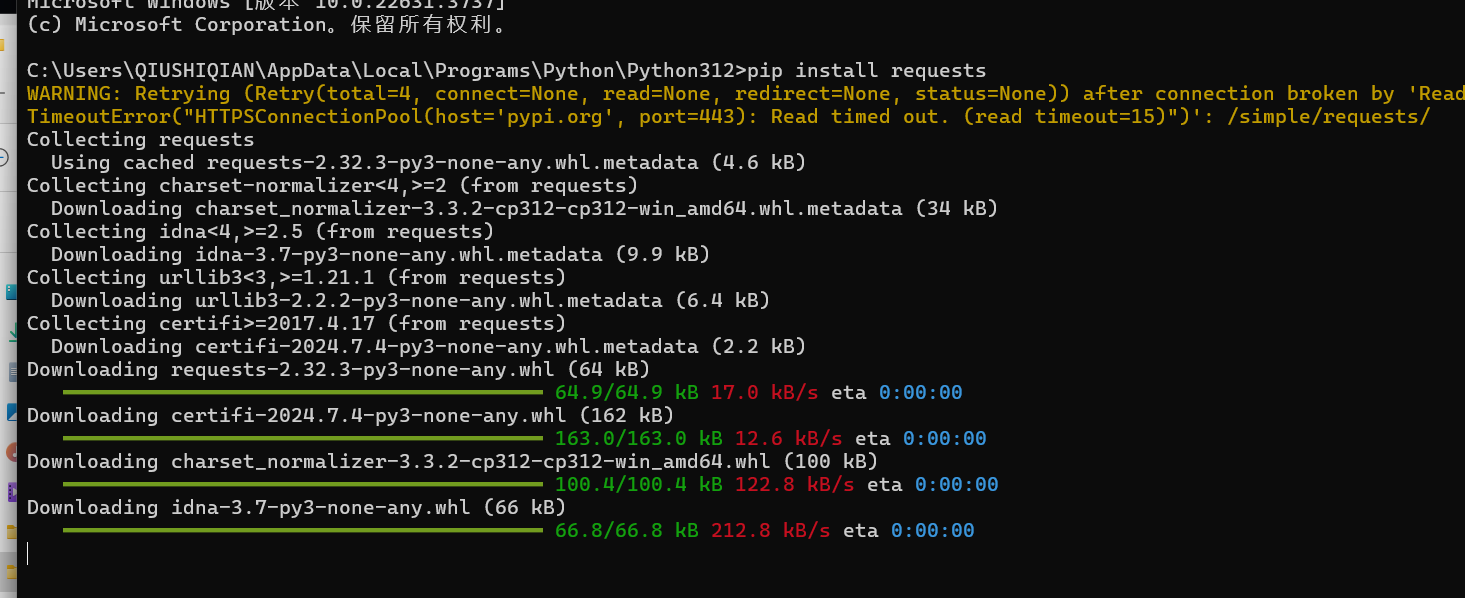 Microsoft Windows [版本 10.0.22631.3737]
(c) Microsoft Corporation。保留所有权利。
C:\Users\QIUSHIQIAN\AppData\Local\Programs\Python\Python312>pip install requests
WARNING: Retrying (Retry(total=4, connect=None, read=None, redirect=None, status=None)) after connection broken by 'Read
TimeoutError("HTTPSConnectionPool(host='pypi.org', port=443): Read timed out. (read timeout=15)")': /simple/requests/
Collecting requests
  Using cached requests-2.32.3-py3-none-any.whl.metadata (4.6 kB)
Collecting charset-normalizer<4,>=2 (from requests)
  Downloading charset_normalizer-3.3.2-cp312-cp312-win_amd64.whl.metadata (34 kB)
Collecting idna<4,>=2.5 (from requests)
  Downloading idna-3.7-py3-none-any.whl.metadata (9.9 kB)
Collecting urllib3<3,>=1.21.1 (from requests)
  Downloading urllib3-2.2.2-py3-none-any.whl.metadata (6.4 kB)
Collecting certifi>=2017.4.17 (from requests)
  Downloading certifi-2024.7.4-py3-none-any.whl.metadata (2.2 kB)
Downloading requests-2.32.3-py3-none-any.whl (64 kB)
64.9/64.9 kB 17.0 kB/s eta 0:00:00
Downloading certifi-2024.7.4-py3-none-any.whl (162 kB)
163.0/163.0 kB 12.6 kB/s eta 0:00:00
Downloading charset_normalizer-3.3.2-cp312-cp312-win_amd64.whl (100 kB)
100.4/100.4 kB 122.8 kB/s eta 0:00:00
Downloading idna-3.7-py3-none-any.whl (66 kB)
66.8/66.8 kB 212.8 kB/s eta 0:00:00